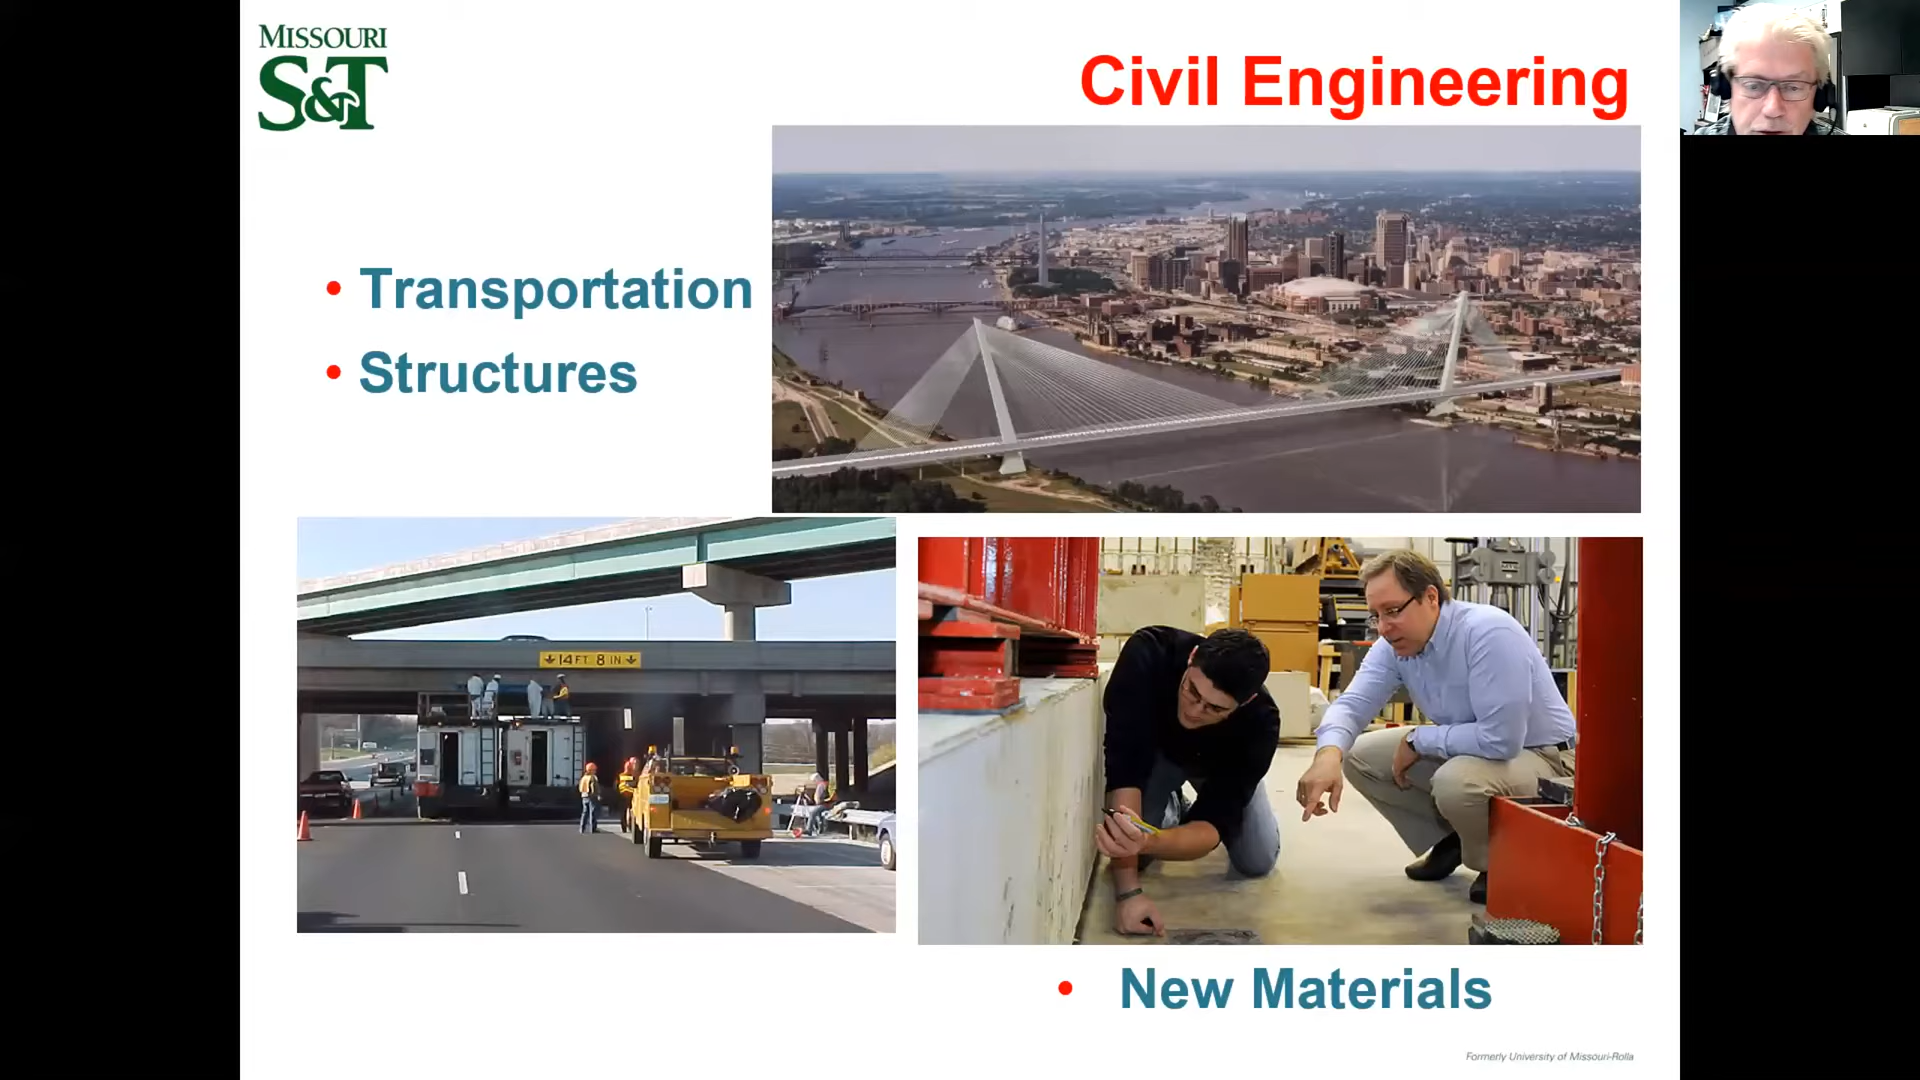 MISSOURI
S&T
Civil Engineering
• Transportation
• Structures
14 FT 8 IN
• New Materials
Formerly University of Missouri-Rolla